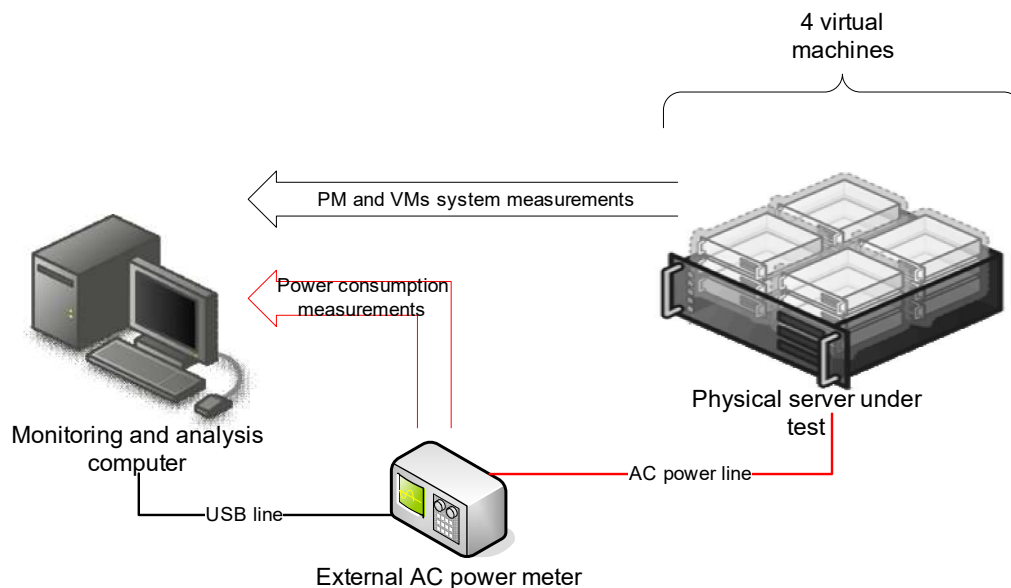 4 virtual
machines
PM and VMs system measurements
Power consumption
measurements
Physical server under
test
Monitoring and analysis
computer
AC power line
USB line
External AC power meter